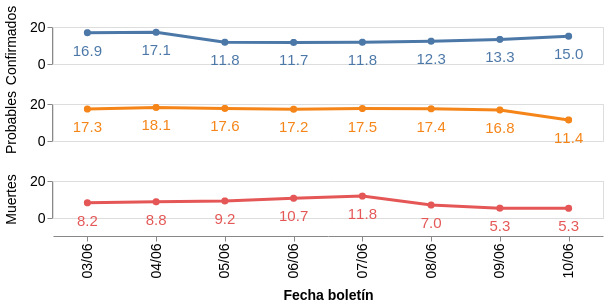 Confirmados
20
0
16.9 17.1 11.8 11.7 11.8 12.3 13.3 15.0
Probables
20
0
17.3 18.1 17.6 17.2 17.5 17.4 16.8 11.4
Muertes
20
0
8.2 8.8 9.2 10.7 11.8 7.0 5.3 5.3
03/06 04/06 05/06 06/06 07/06 08/06 09/06 10/06
Fecha boletín